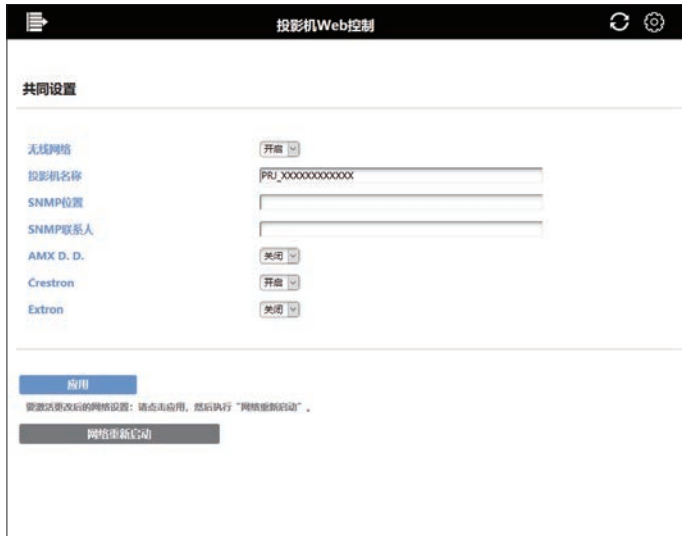 投影机Web控制
共同设置
无线网络 开启
投影机名称 PRJ_XXXXXXXXXXXX
SNMP位置
SNMP联系人
AMX D. D. 关闭
Crestron 开启
Extron 关闭
应用
要激活更改后的网络设置：请点击应用，然后执行“网络重新启动”。
网络重新启动